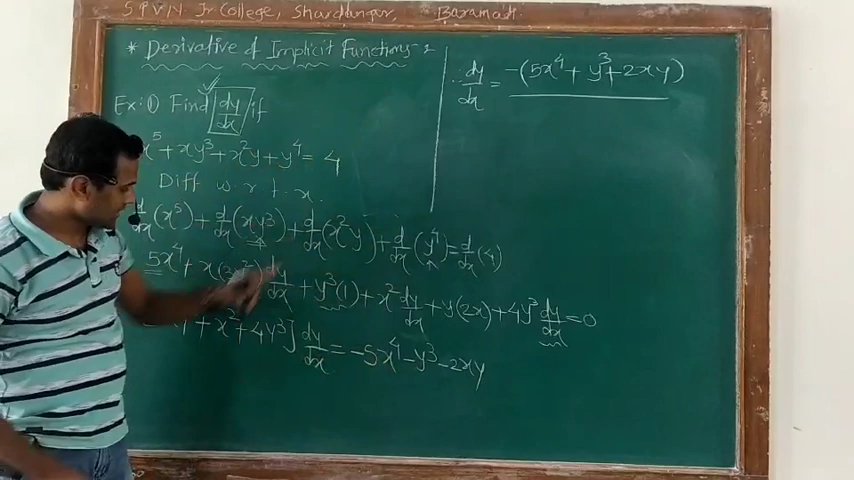 S P V N Jr College, Shardanagar, Baramati.
* Derivative of Implicit Functions -
Ex: ① Find dy/dx if
x⁵ + xy³ + x²y + y⁴ = 4
Diff w. r. t. x.
d/dx (x⁵) + d/dx (xy³) + d/dx (x²y) + d/dx (y⁴) = d/dx (4)
5x⁴ + x(3y²) dy/dx + y³(1) + x² dy/dx + y(2x) + 4y³ dy/dx = 0
+ x² + 4y³] dy/dx = -5x⁴ - y³ - 2xy
∴ dy/dx = -(5x⁴ + y³ + 2xy)